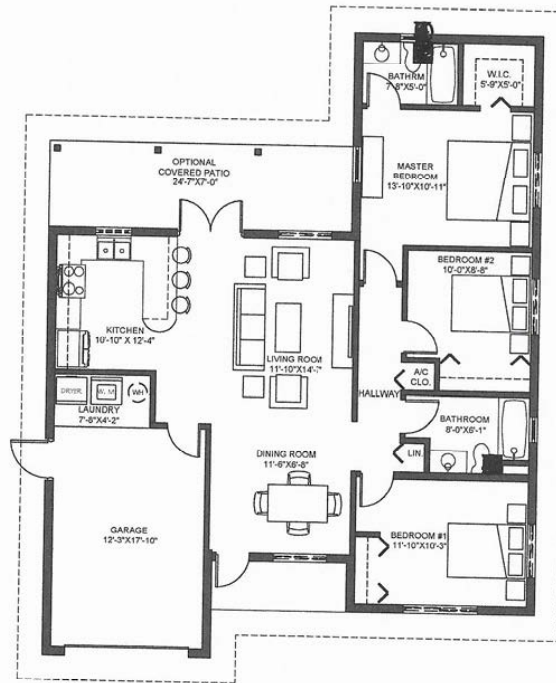 BATHRM
7'-8"X5'-0"
W.I.C.
5'-9"X5'-0"
OPTIONAL
COVERED PATIO
24'-7"X7'-0"
MASTER
BEDROOM
13'-10"X10'-11"
BEDROOM #2
10'-0"X8'-8"
KITCHEN
10'-10" X 12'-4"
LIVING ROOM
11'-10"X14'-
A/C
CLO.
HALLWAY
DRYER
W. M
WH
LAUNDRY
7'-8"X4'-2"
BATHROOM
8'-0"X6'-1"
LIN.
DINING ROOM
11'-6"X6'-8"
GARAGE
12'-3"X17'-10"
BEDROOM #1
11'-10"X10'-3"